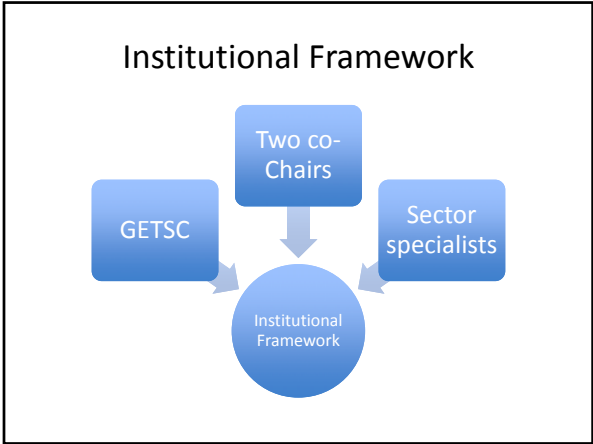 Institutional Framework
Two co-
Chairs
GETSC
Sector
specialists
Institutional
Framework